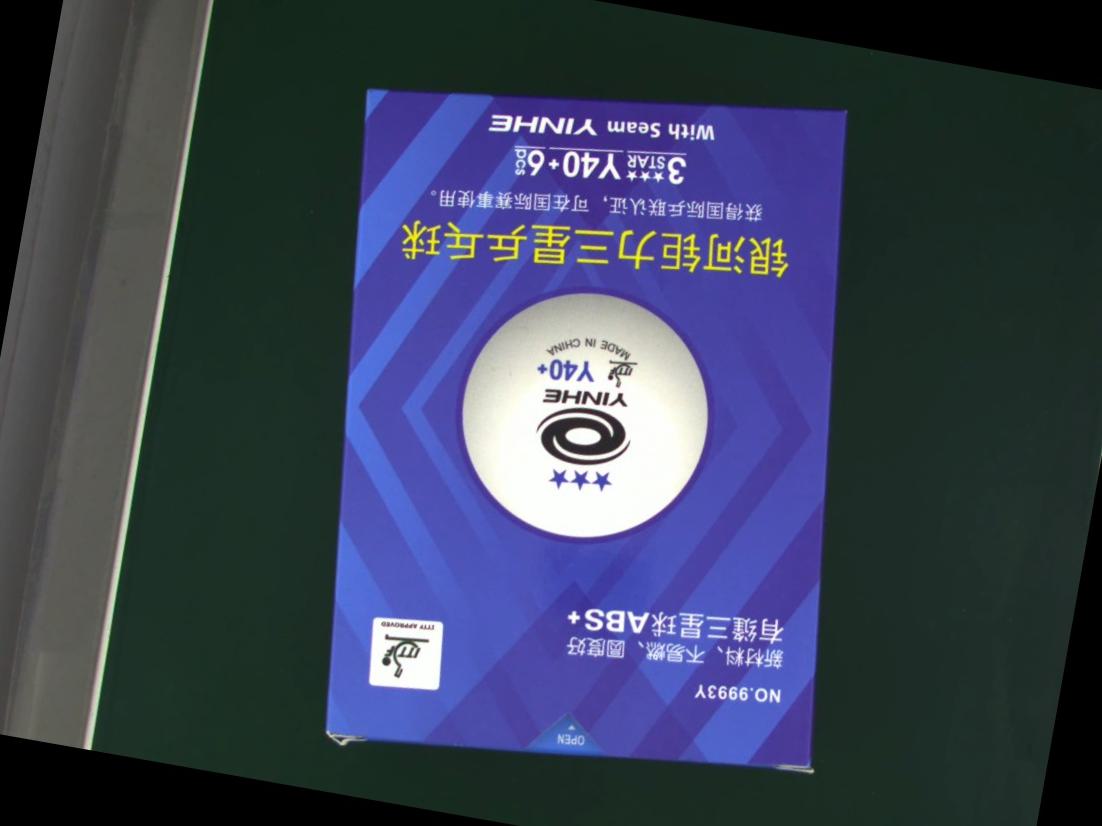 OPEN
NO.9993Y
新材料、不易燃、圆度好
有缝三星球ABS+
ITTF APPROVED
YINHE
Y40+
MADE IN CHINA
银河钜力三星乒乓球
获得国际乒联认证，可在国际赛事使用。
3 STAR Y40+ 6 pcs
With Seam YINHE